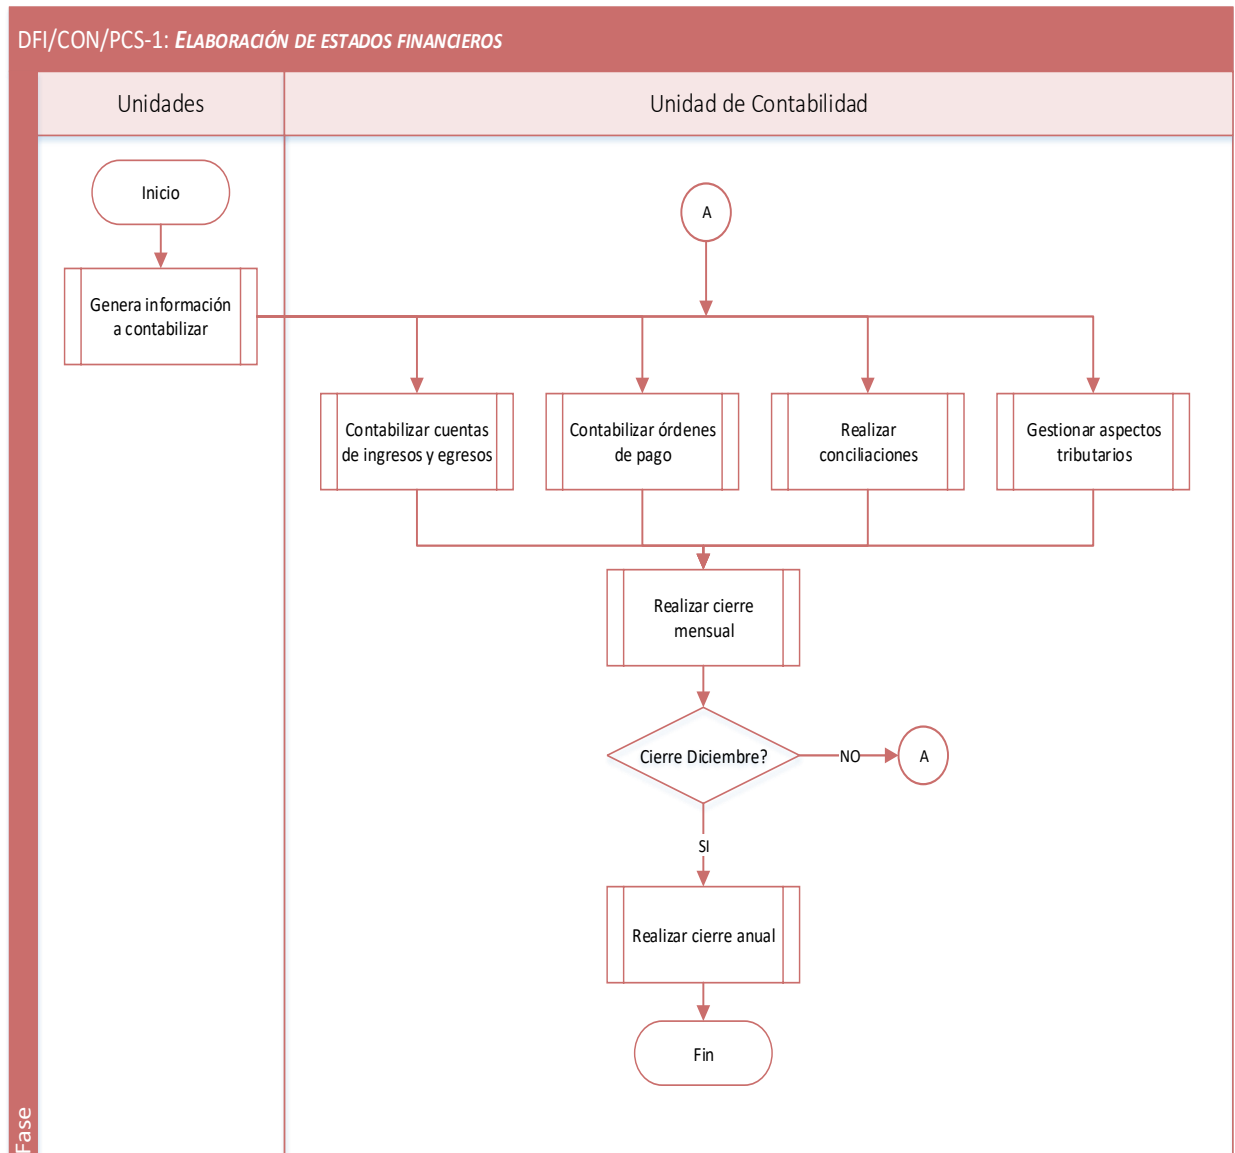 DFI/CON/PCS-1: ELABORACIÓN DE ESTADOS FINANCIEROS
Unidades
Unidad de Contabilidad
Inicio
A
Genera información
a contabilizar
Contabilizar cuentas
de ingresos y egresos
Contabilizar órdenes
de pago
Realizar
conciliaciones
Gestionar aspectos
tributarios
Realizar cierre
mensual
Cierre Diciembre?
NO
A
SI
Realizar cierre anual
Fin
Fase